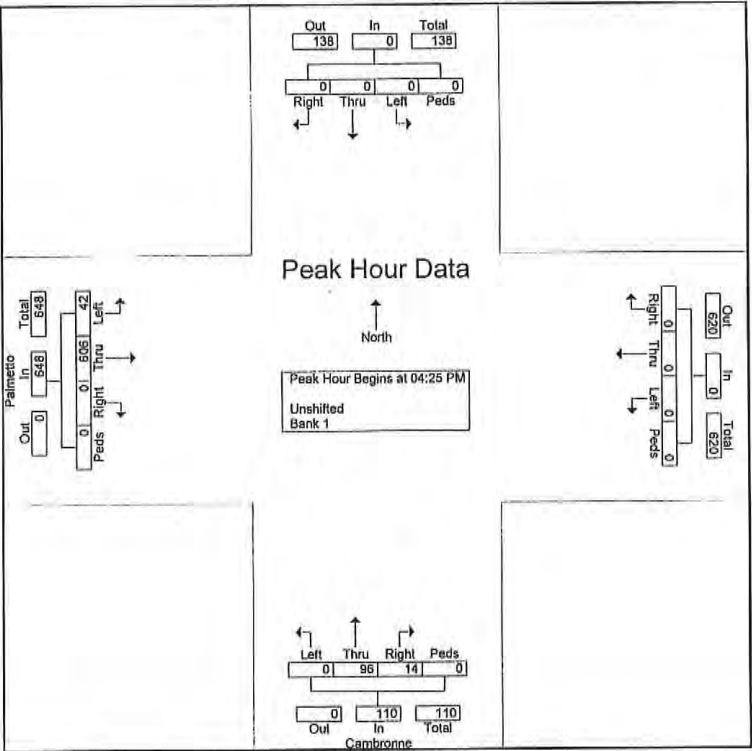 Out In Total
138 0 138
0 0 0 0
Right Thru Left Peds
Peak Hour Data
North
Peak Hour Begins at 04:25 PM
Unshifted
Bank 1
Palmetto
Out In Total
0 648 648
42 606 0 0
Left Thru Right Peds
Out In Total
620 0 620
0 0 0 0
Right Thru Left Peds
Left Thru Right Peds
0 96 14 0
0 110 110
Out In Total
Cambronne